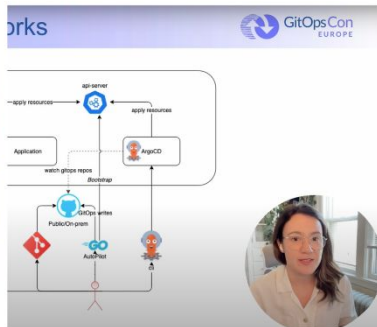 orks
GitOpsCon
EUROPE
api-server
apply resources
apply resources
Application
ArgoCD
watch gitops repos
Bootstrap
GitOps writes
Public/On-prem
GO
AutoPilot